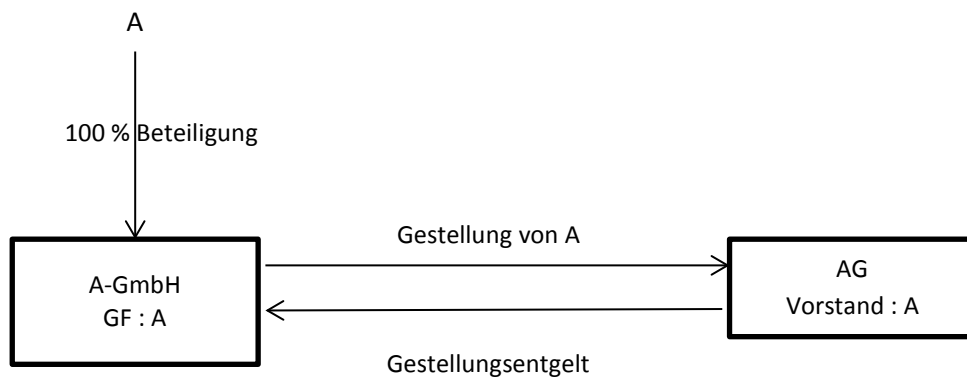 A
100 % Beteiligung
Gestellung von A
A-GmbH
GF : A
AG
Vorstand : A
Gestellungsentgelt